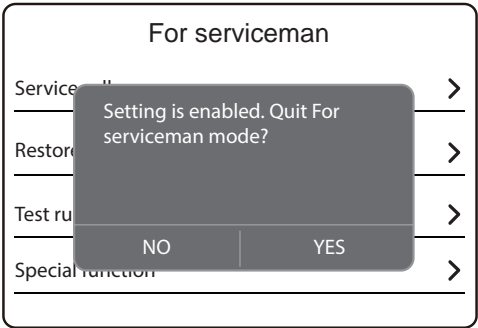 For serviceman
Service
Setting is enabled. Quit For
serviceman mode?
Restore
Test ru
NO YES
Special function